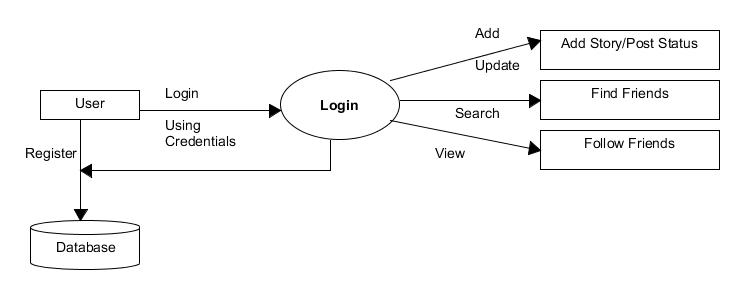 Add
Add Story/Post Status
Update
User
Login
Login
Find Friends
Search
Using
Credentials
Register
View
Follow Friends
Database